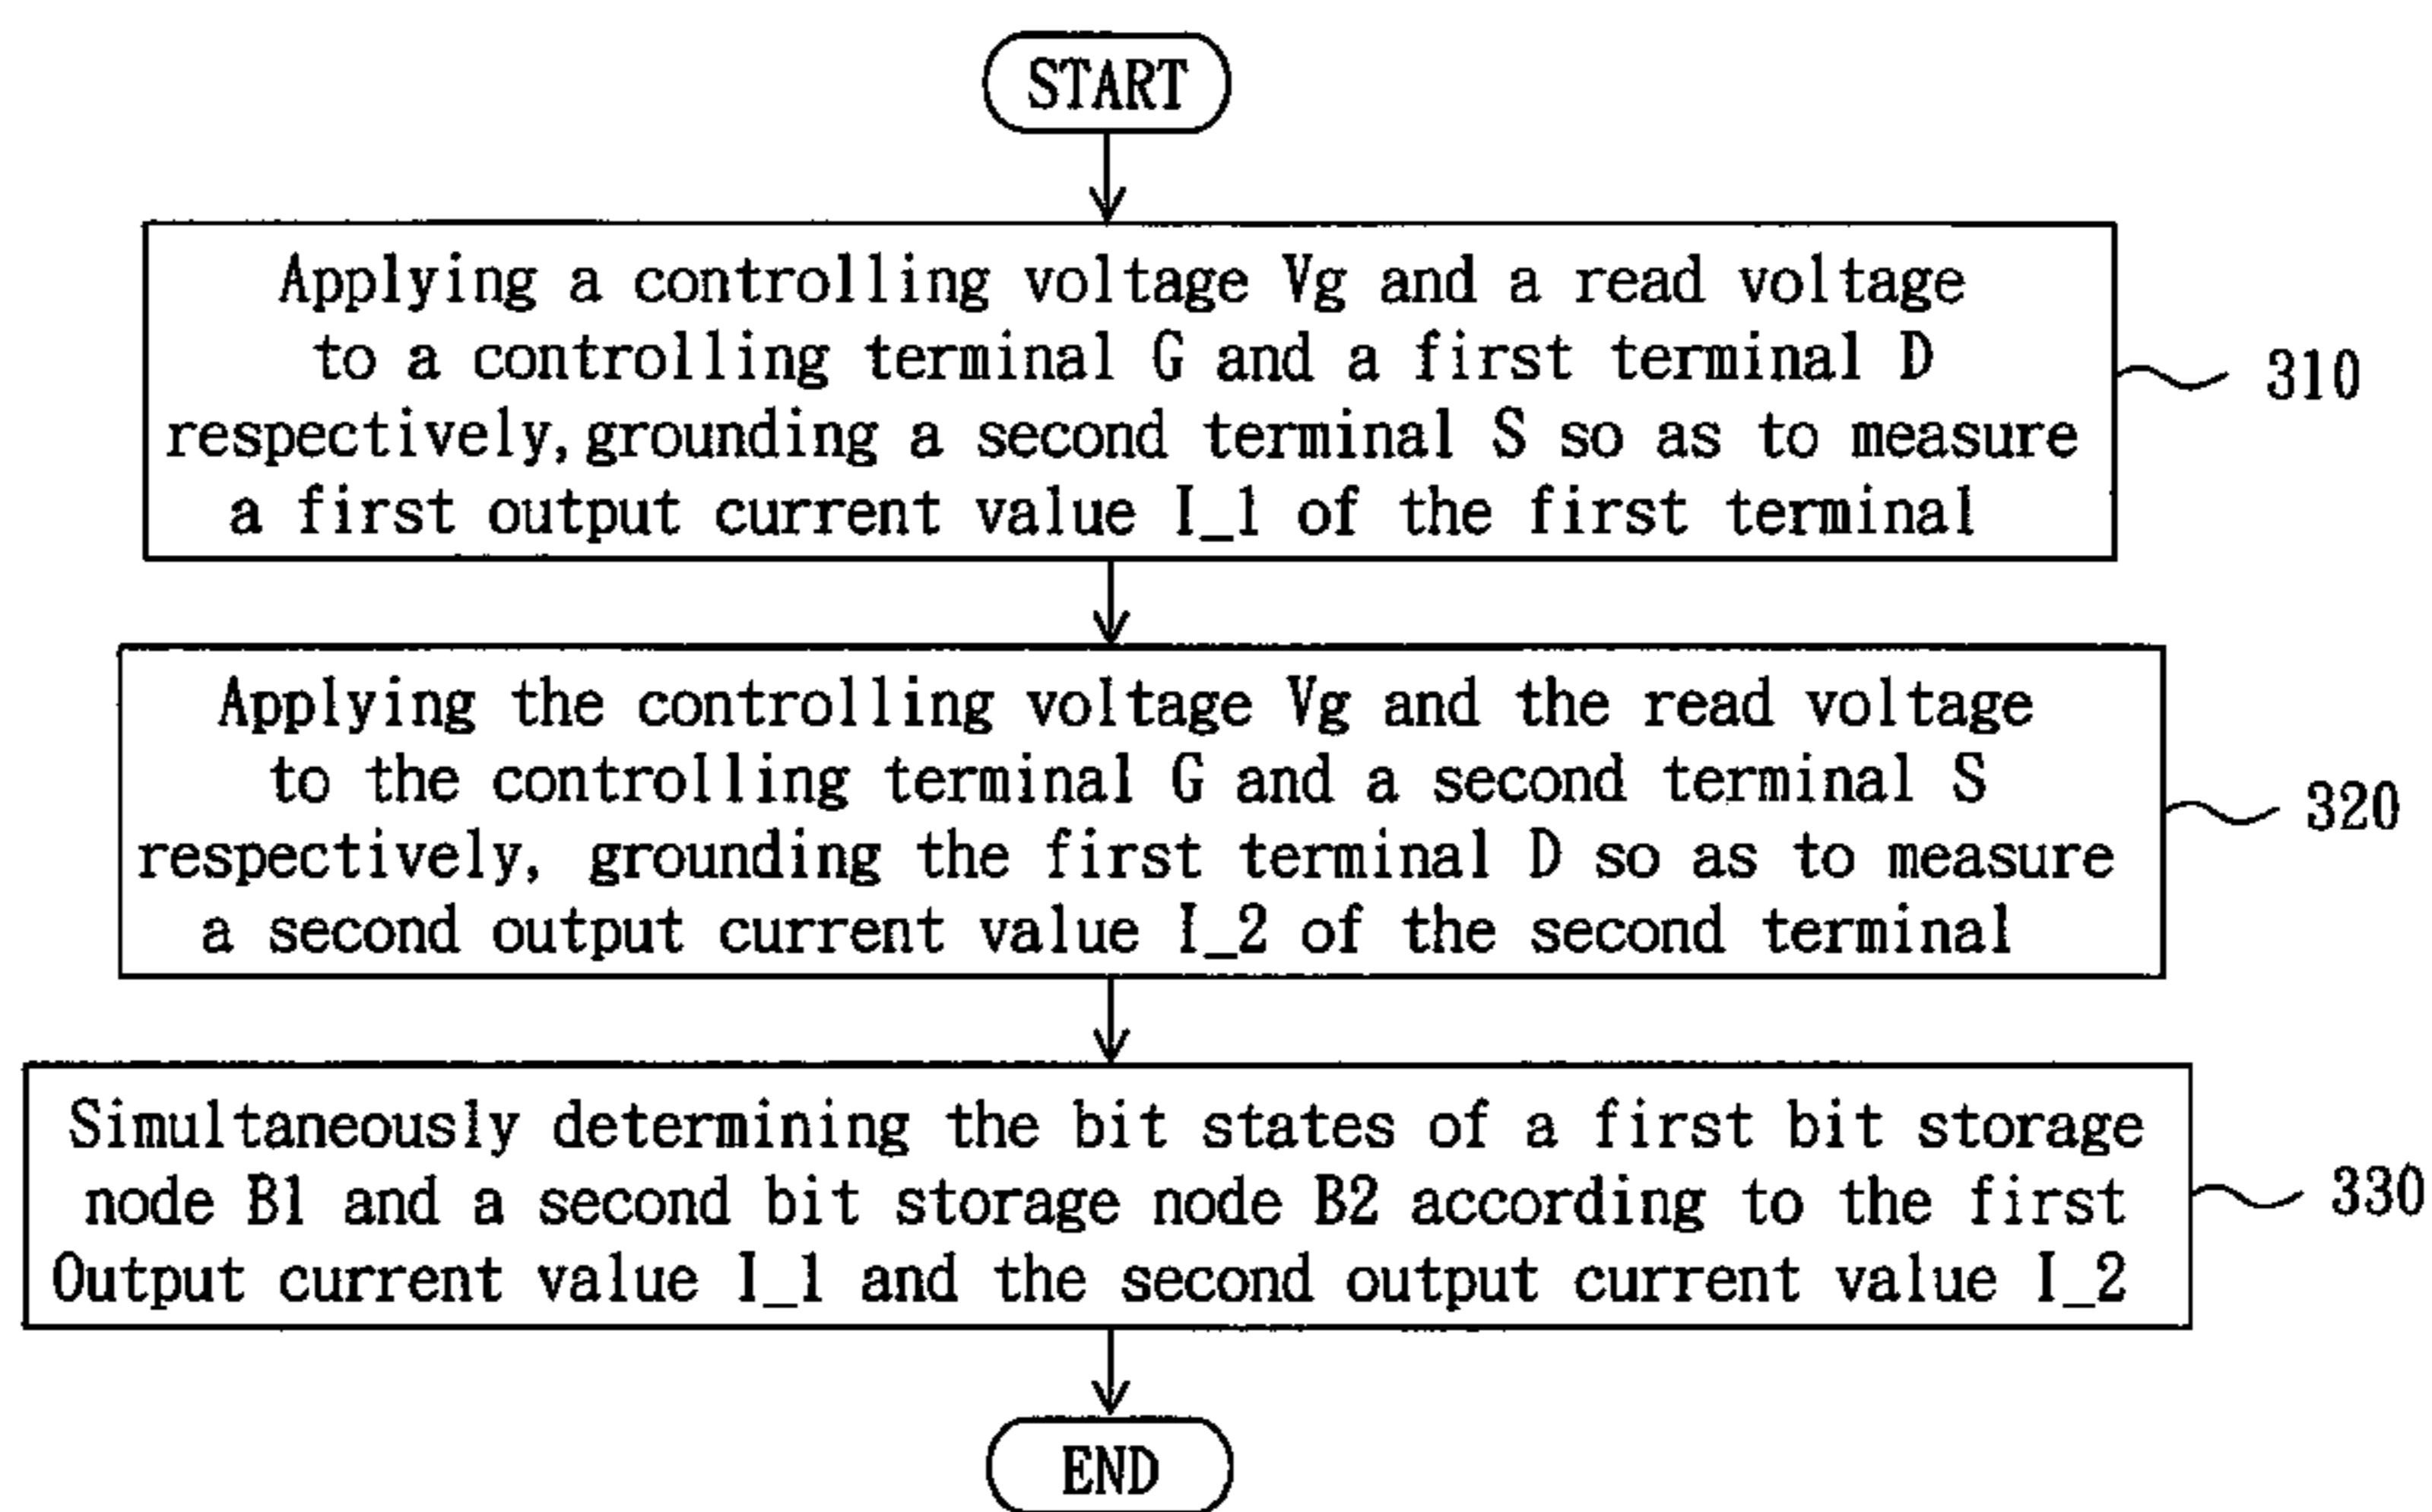 START
Applying a controlling voltage Vg and a read voltage
to a controlling terminal G and a first terminal D
respectively, grounding a second terminal S so as to measure
a first output current value I_1 of the first terminal
310
Applying the controlling voltage Vg and the read voltage
to the controlling terminal G and a second terminal S
respectively, grounding the first terminal D so as to measure
a second output current value I_2 of the second terminal
320
Simultaneously determining the bit states of a first bit storage
node B1 and a second bit storage node B2 according to the first
Output current value I_1 and the second output current value I_2
330
END